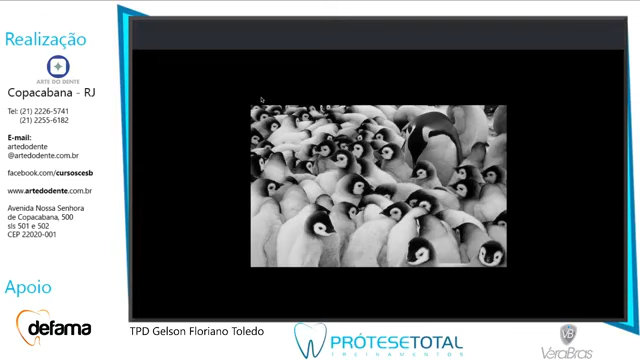 Realização
ARTE DO DENTE
Copacabana - RJ
Tel: (21) 2226-5741
(21) 2255-6182
E-mail:
artedodente
@artedodente.com.br
facebook.com/cursoscesb
www.artedodente.com.br
Avenida Nossa Senhora
de Copacabana, 500
sls 501 e 502
CEP 22020-001
Apoio
defama
TPD Gelson Floriano Toledo
PRÓTESETOTAL
TREINAMENTOS
VB
VeraBras